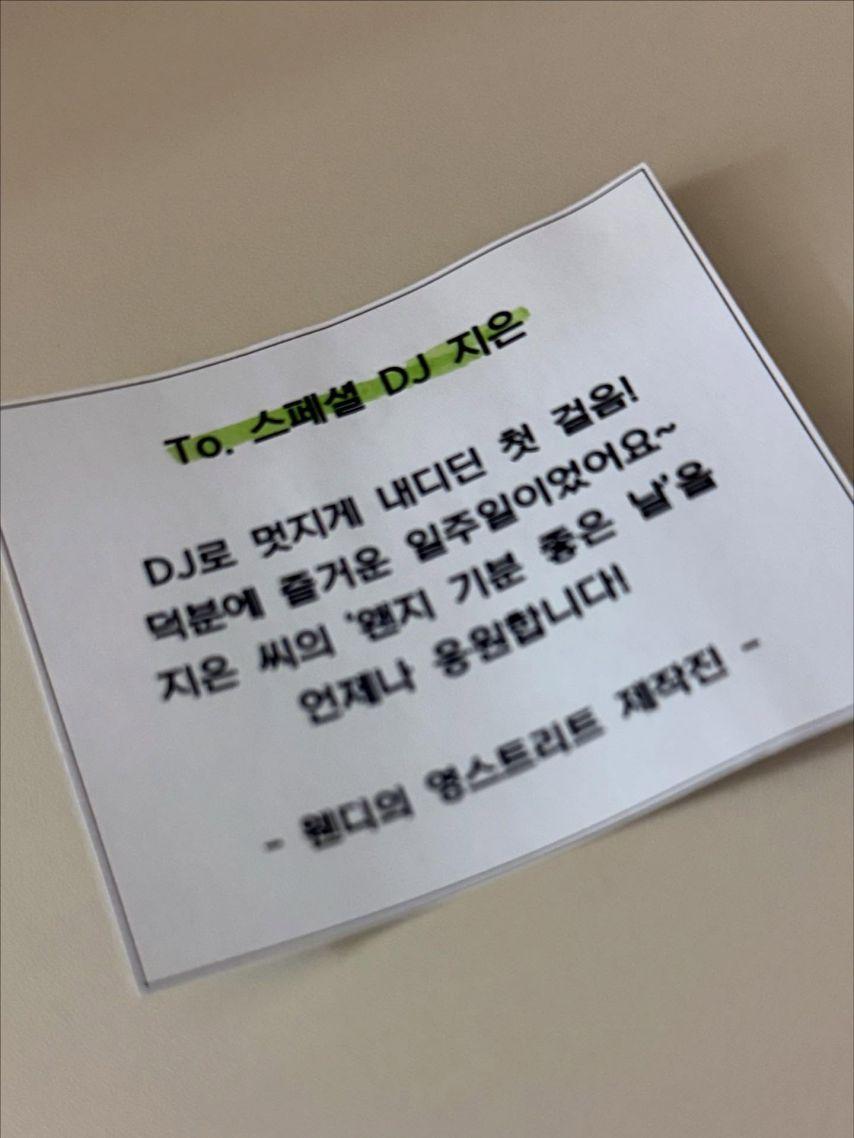 To. 스페셜 DJ 지은
DJ로 멋지게 내디딘 첫 걸음!
덕분에 즐거운 일주일이었어요~
지은 씨의 '왠지 기분 좋은 날'을
언제나 응원합니다!
- 웬디의 영스트리트 제작진 -